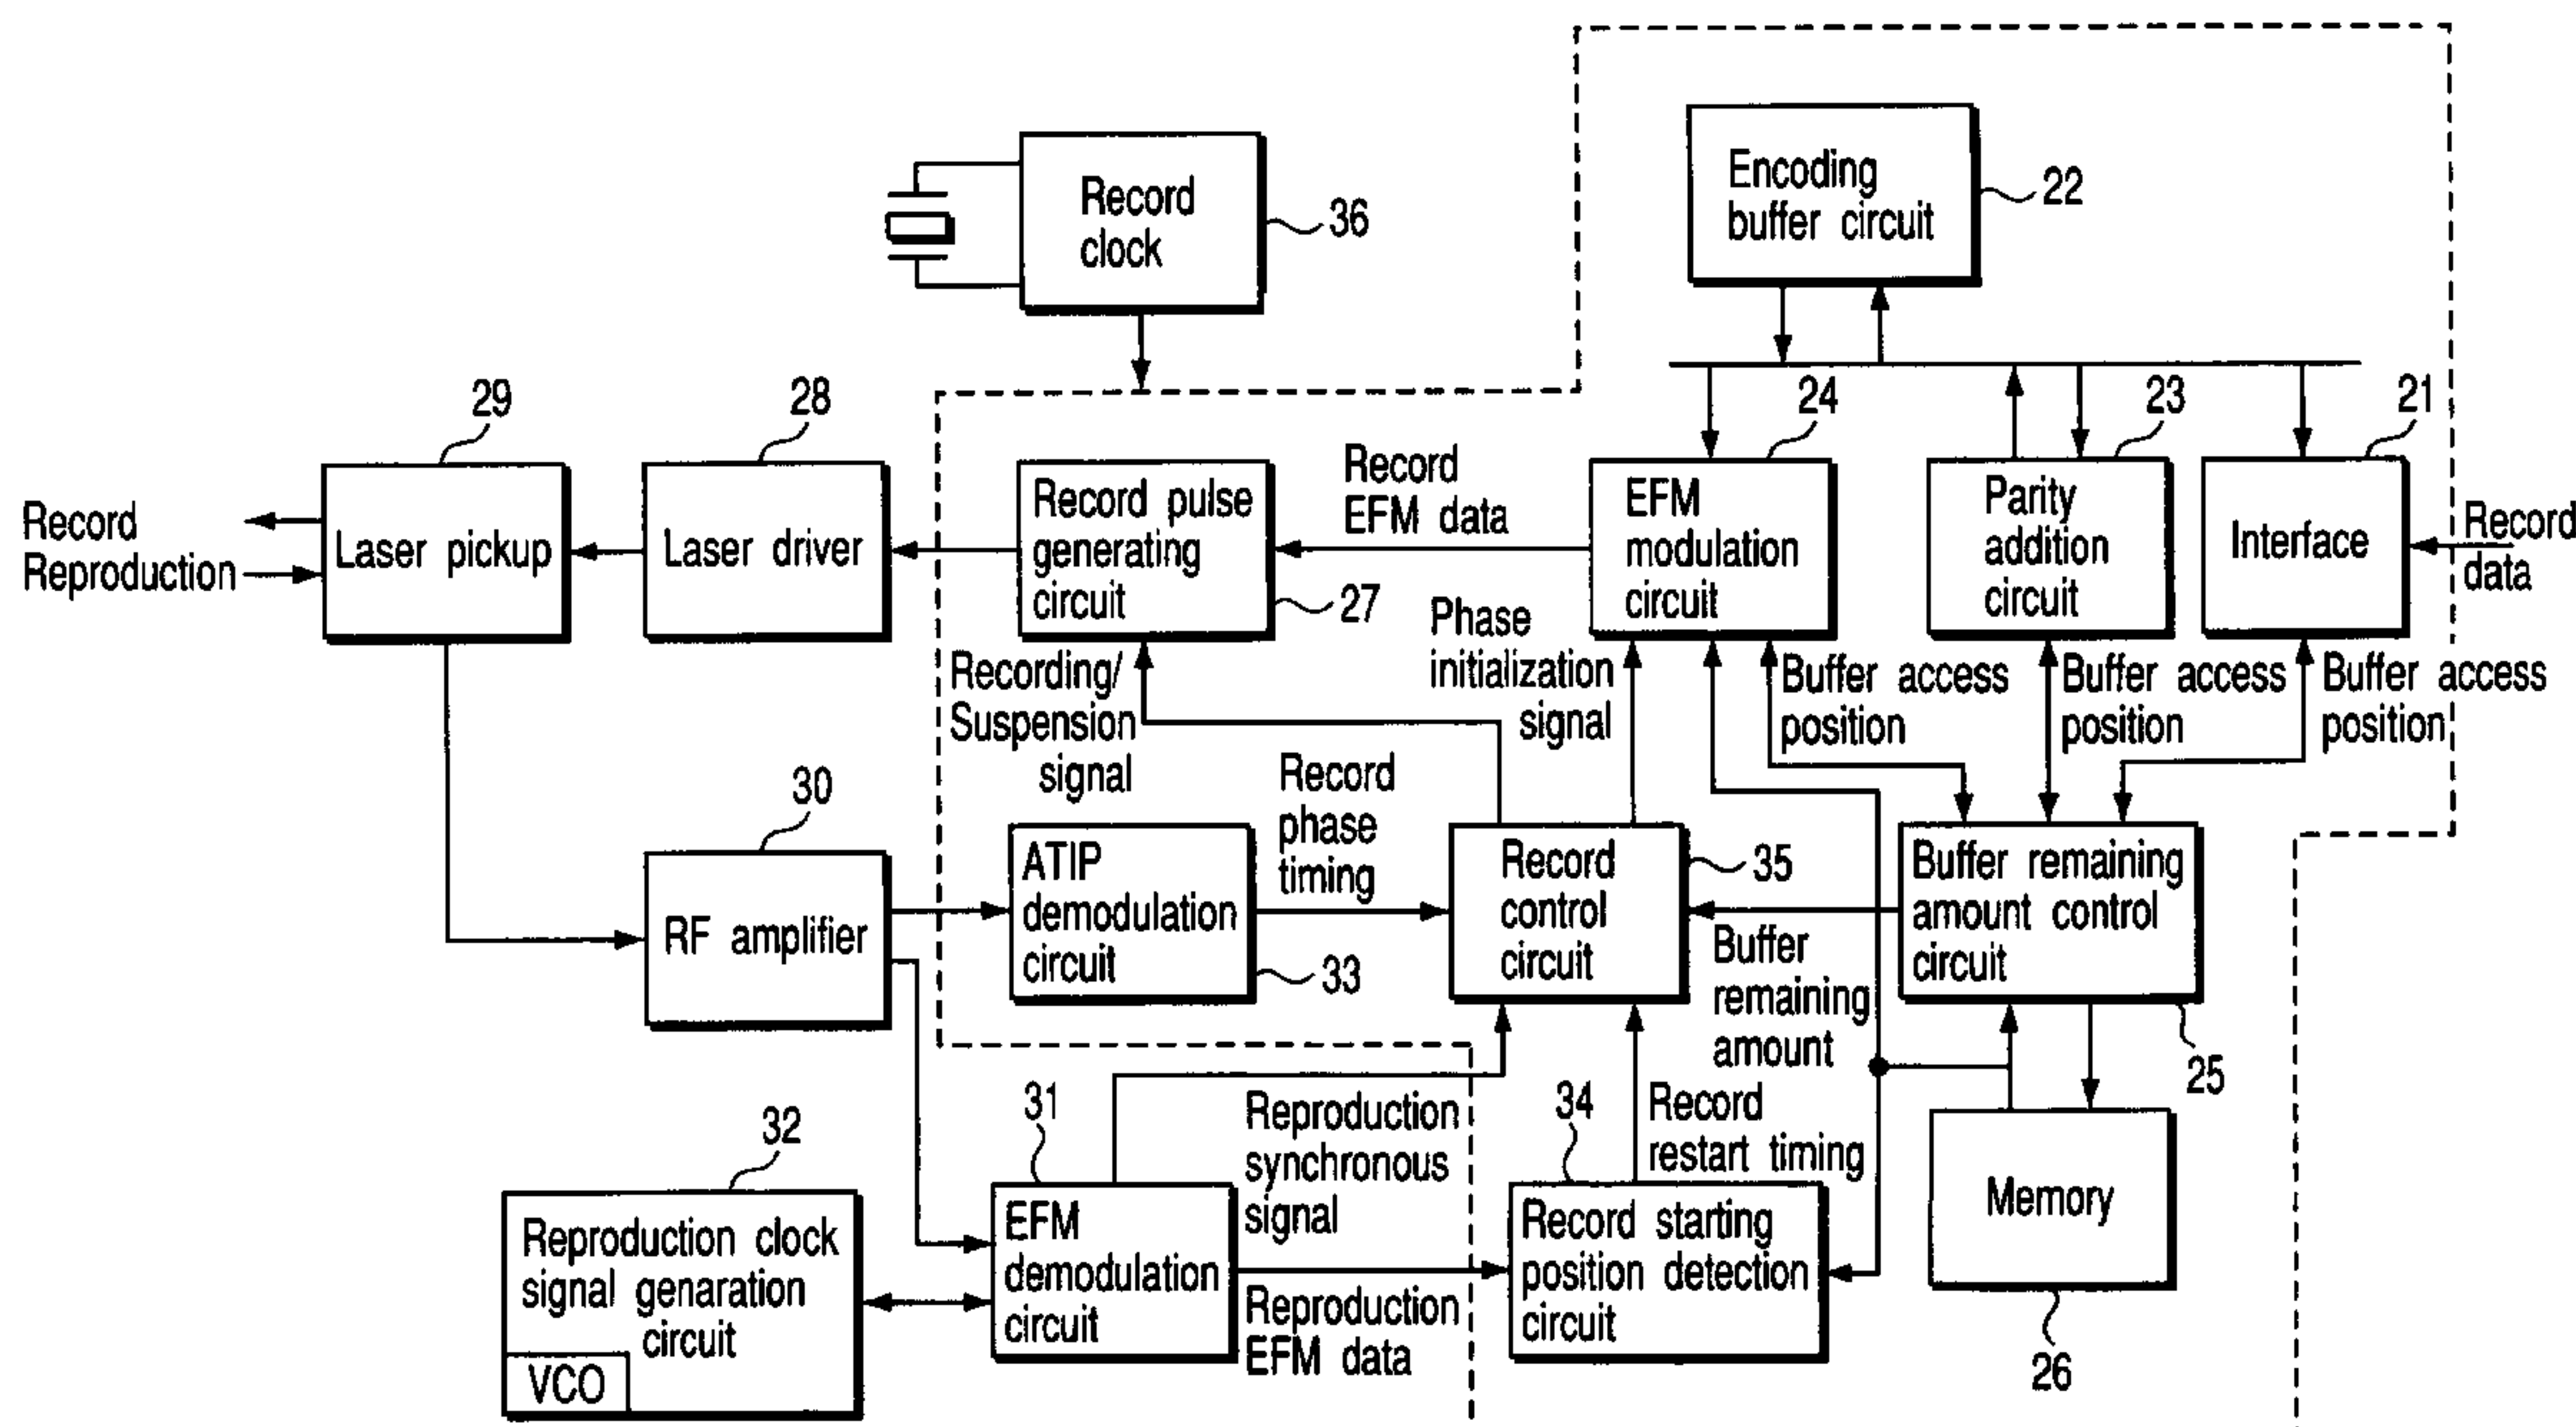 Encoding
buffer circuit
22
Record
clock
36
29
28
24
23
21
Record
Reproduction
Laser pickup
Laser driver
Record pulse
generating
circuit
27
Record
EFM data
EFM
modulation
circuit
Parity
addition
circuit
Interface
Record
data
Recording/
Suspension
signal
Phase
initialization
signal
Buffer access
position
Buffer access
position
Buffer access
position
30
RF amplifier
ATIP
demodulation
circuit
33
Record
phase
timing
Record
control
circuit
35
Buffer remaining
amount control
circuit
25
Buffer
remaining
amount
32
Reproduction clock
signal genaration
circuit
VCO
31
EFM
demodulation
circuit
Reproduction
synchronous
signal
Reproduction
EFM data
34
Record
restart timing
Record starting
position detection
circuit
Memory
26